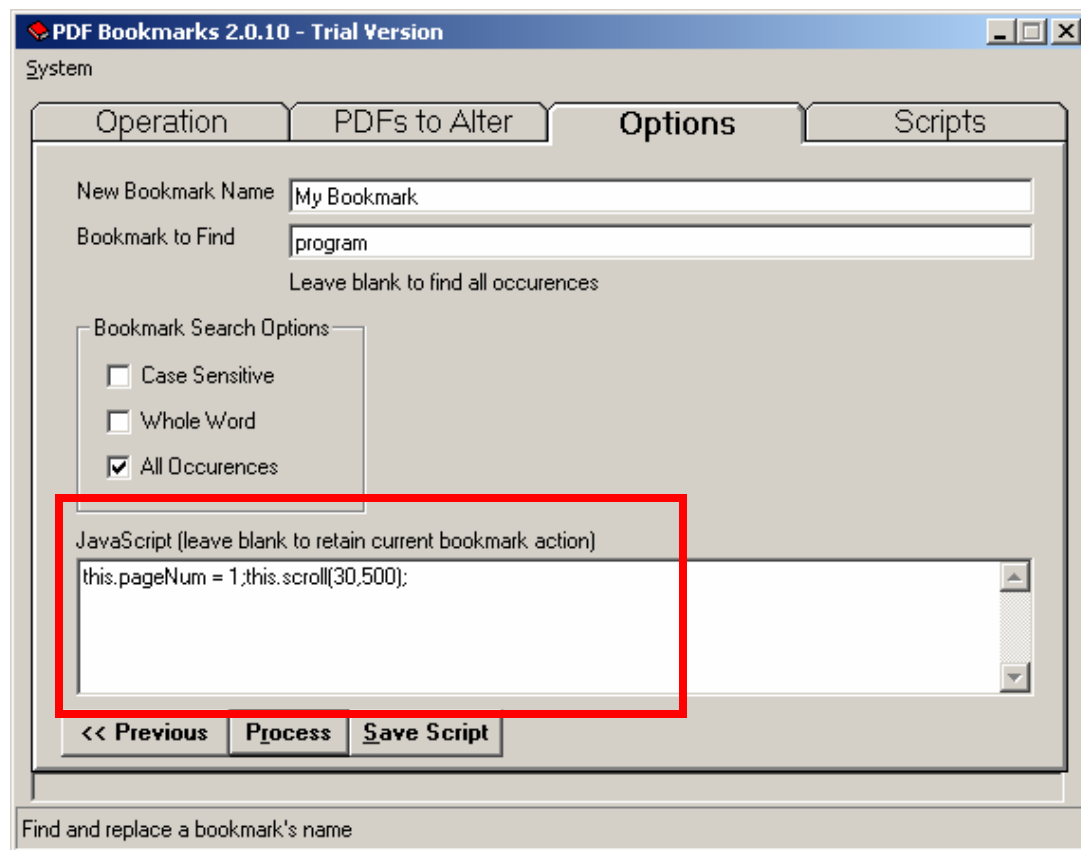 PDF Bookmarks 2.0.10 - Trial Version
System
Operation PDFs to Alter Options Scripts
New Bookmark Name My Bookmark
Bookmark to Find program
Leave blank to find all occurences
Bookmark Search Options
Case Sensitive
Whole Word
All Occurences
JavaScript (leave blank to retain current bookmark action)
this.pageNum = 1;this.scroll(30,500);
<< Previous Process Save Script
Find and replace a bookmark's name